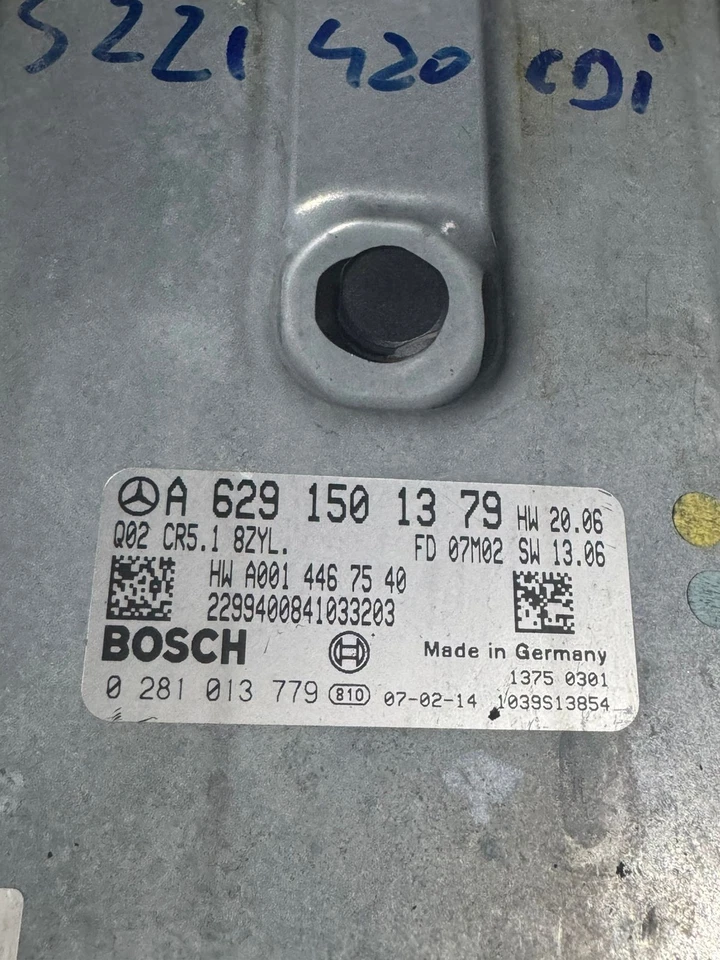 S221 420 CDi
A 629 150 13 79 HW 20.06
Q02 CR5.1 8ZYL. FD 07M02 SW 13.06
HW A001 446 75 40
2299400841033203
BOSCH Made in Germany
1375 0301
0 281 013 779 810 07-02-14 1039S13854